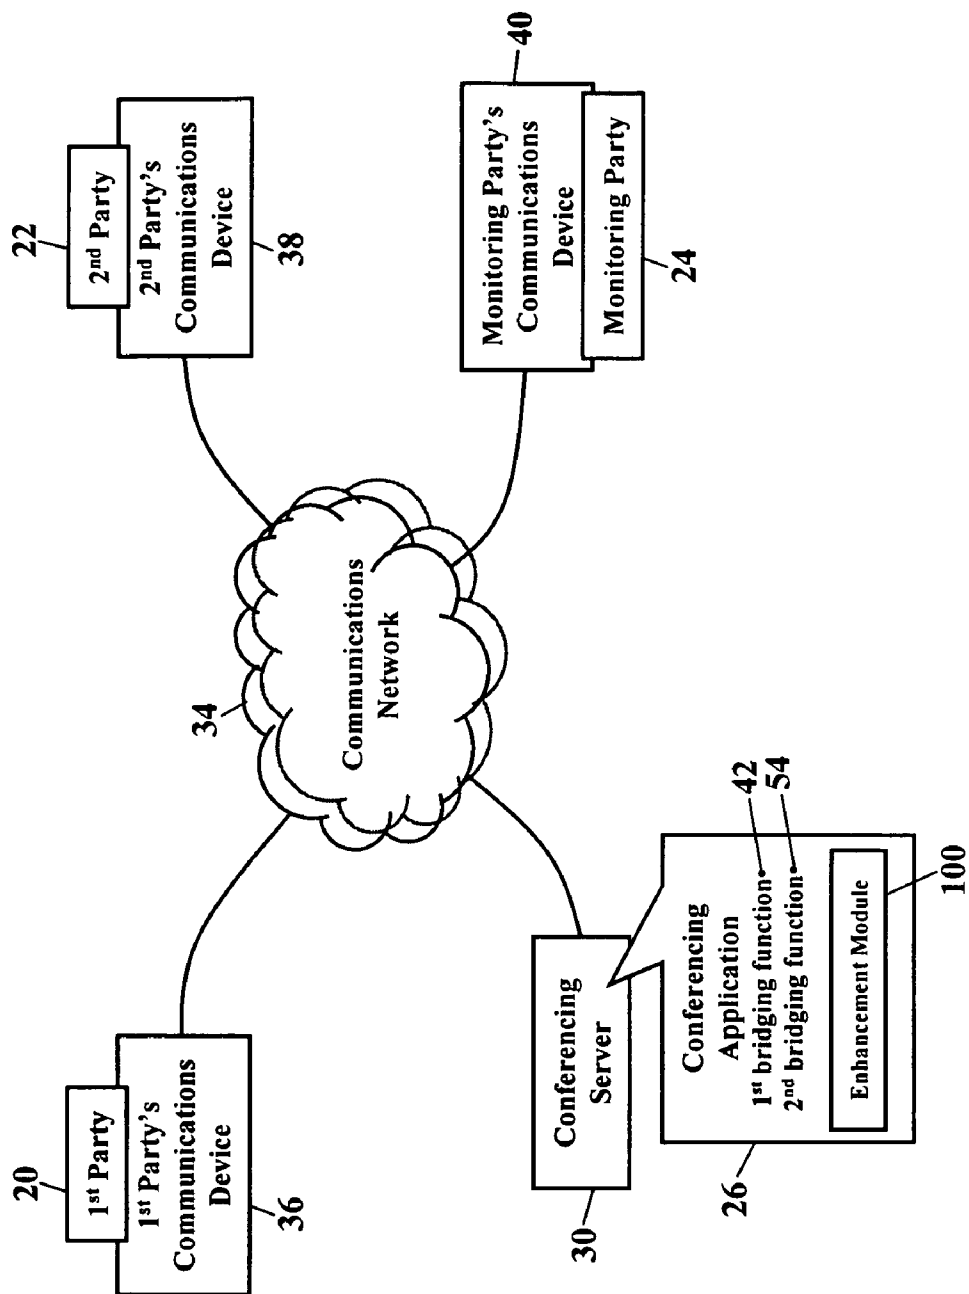 20
1st Party
1st Party's
Communications
Device
36
22
2nd Party
2nd Party's
Communications
Device
38
34
Communications
Network
30
Conferencing
Server
26
Conferencing
Application
1st bridging function
42
2nd bridging function
54
Enhancement Module
100
40
Monitoring Party's
Communications
Device
Monitoring Party
24